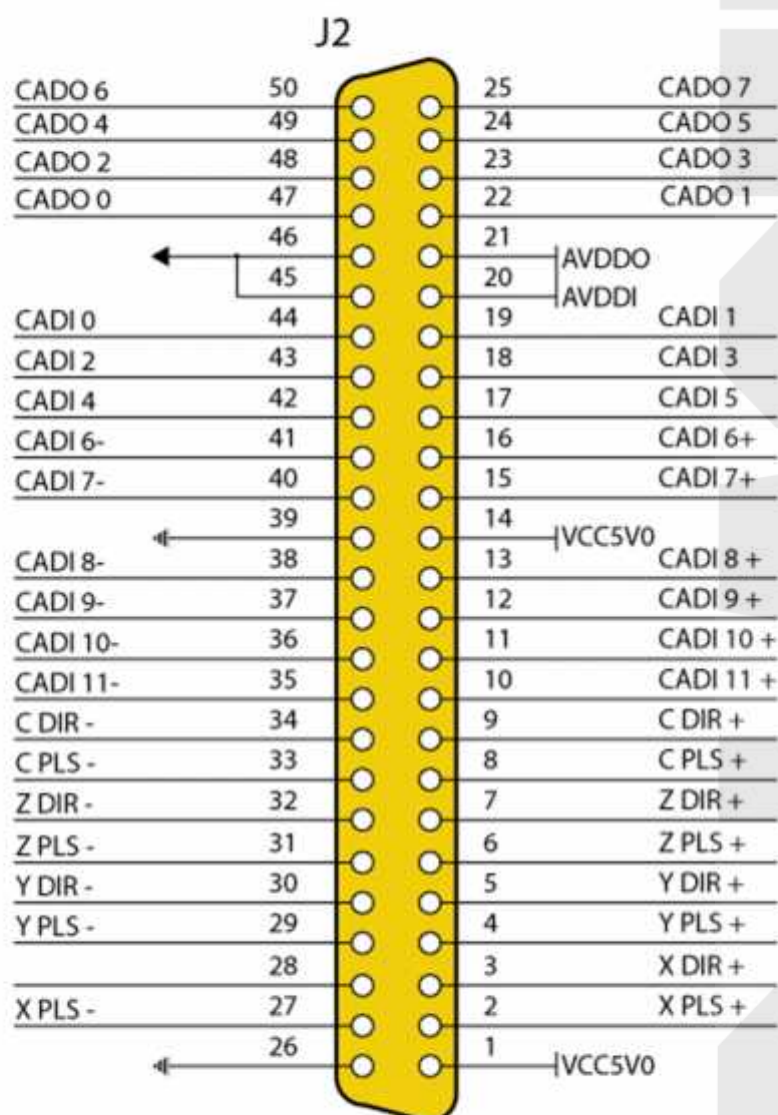 J2
CADO 6 50 25 CADO 7
CADO 4 49 24 CADO 5
CADO 2 48 23 CADO 3
CADO 0 47 22 CADO 1
46 21 AVDDO
45 20 AVDDI
CADI 0 44 19 CADI 1
CADI 2 43 18 CADI 3
CADI 4 42 17 CADI 5
CADI 6- 41 16 CADI 6+
CADI 7- 40 15 CADI 7+
39 14 VCC5V0
CADI 8- 38 13 CADI 8 +
CADI 9- 37 12 CADI 9 +
CADI 10- 36 11 CADI 10 +
CADI 11- 35 10 CADI 11 +
C DIR - 34 9 C DIR +
C PLS - 33 8 C PLS +
Z DIR - 32 7 Z DIR +
Z PLS - 31 6 Z PLS +
Y DIR - 30 5 Y DIR +
Y PLS - 29 4 Y PLS +
28 3 X DIR +
X PLS - 27 2 X PLS +
26 1 VCC5V0